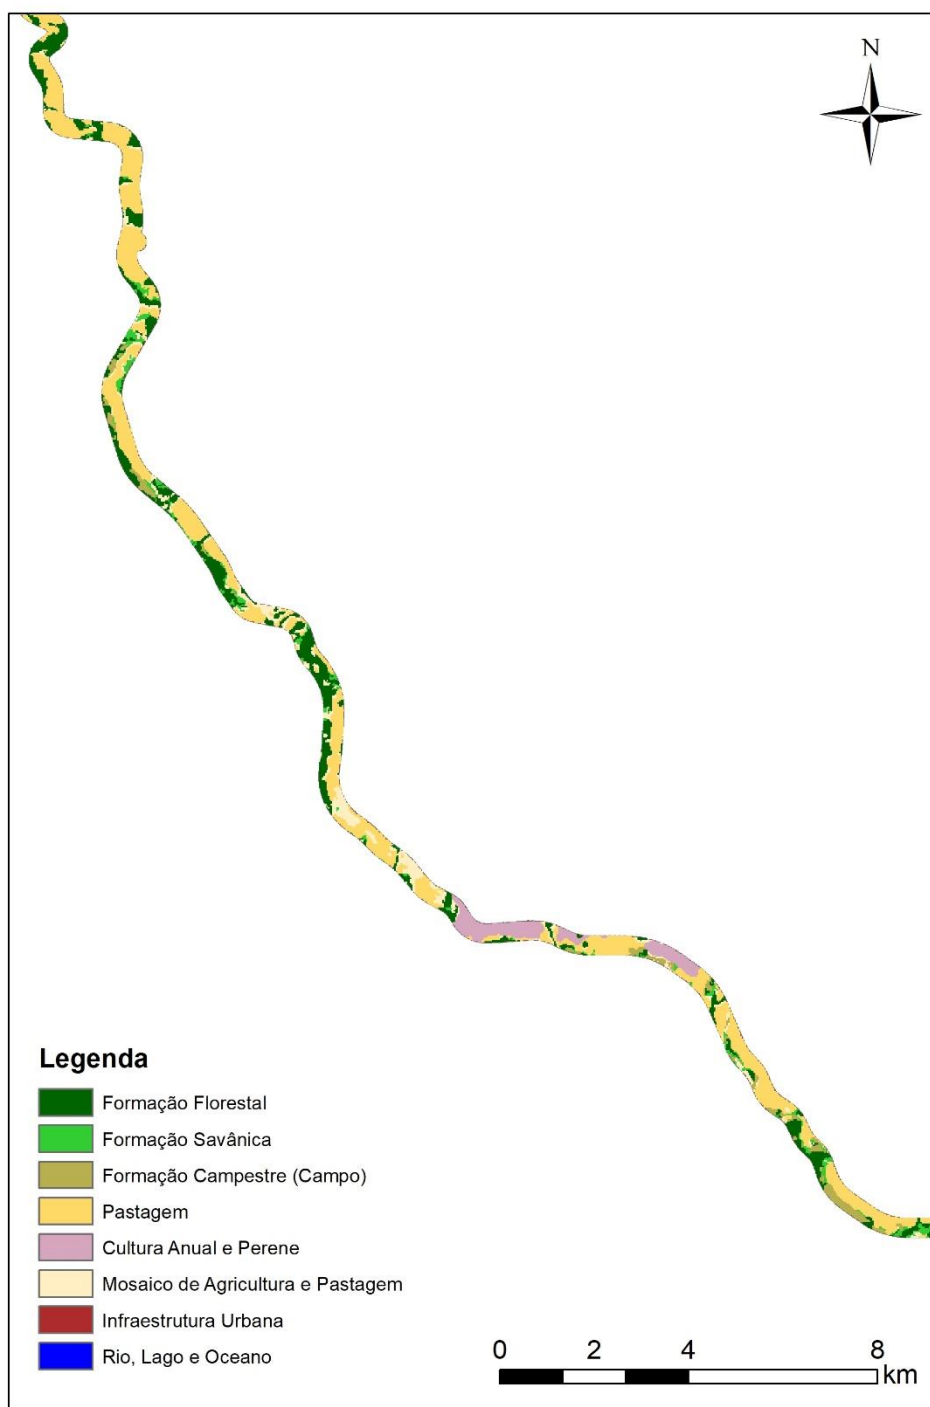 N
Legenda
Formação Florestal
Formação Savânica
Formação Campestre (Campo)
Pastagem
Cultura Anual e Perene
Mosaico de Agricultura e Pastagem
Infraestrutura Urbana
Rio, Lago e Oceano
0 2 4 8
km